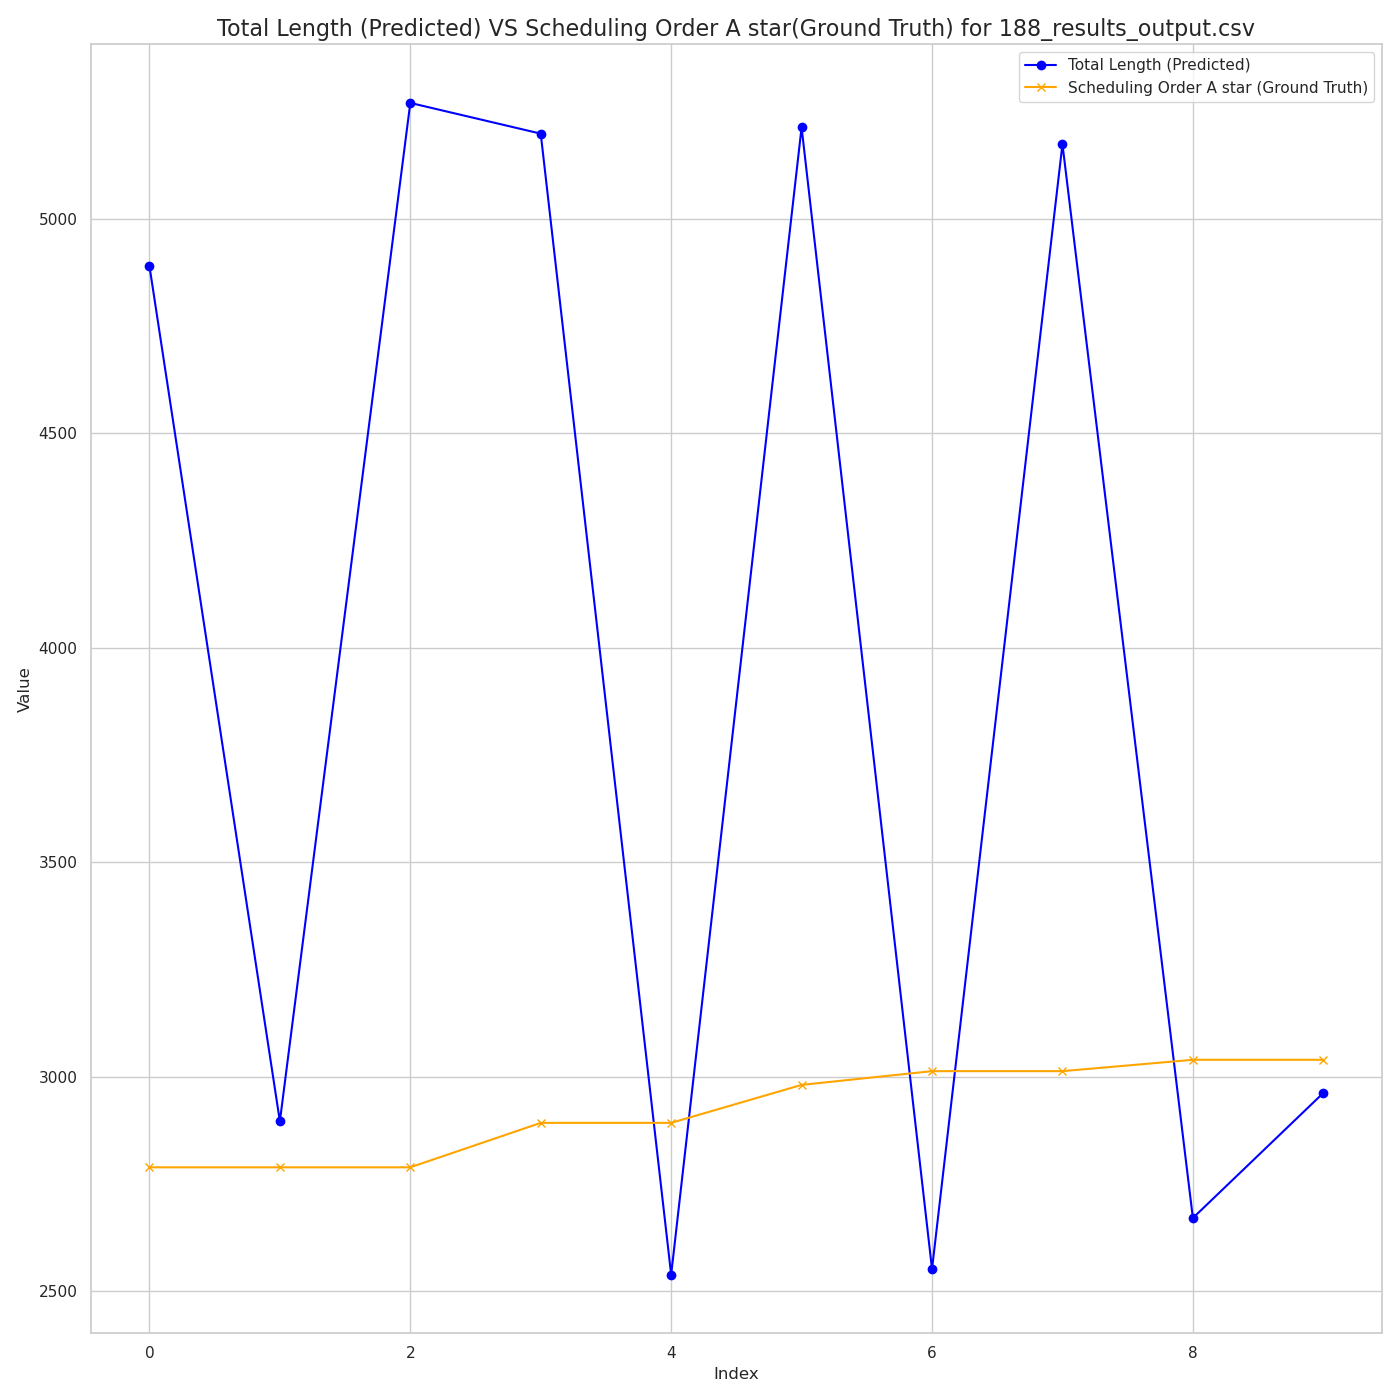 Total Length (Predicted) VS Scheduling Order A star(Ground Truth) for 188_results_output.csv
Total Length (Predicted)
Scheduling Order A star (Ground Truth)
5000
4500
4000
3500
3000
2500
Value
0
2
4
6
8
Index